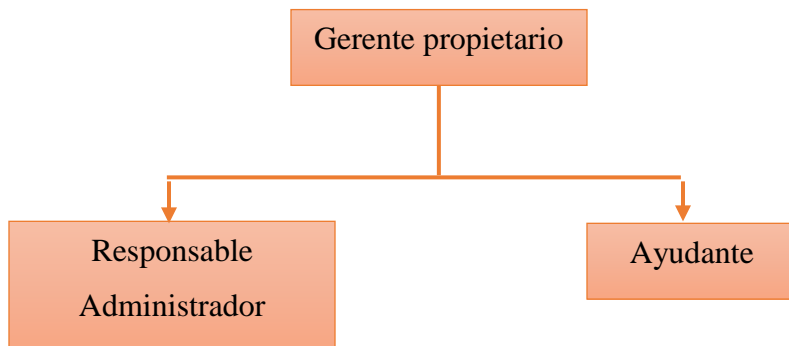 Gerente propietario
Responsable
Administrador
Ayudante